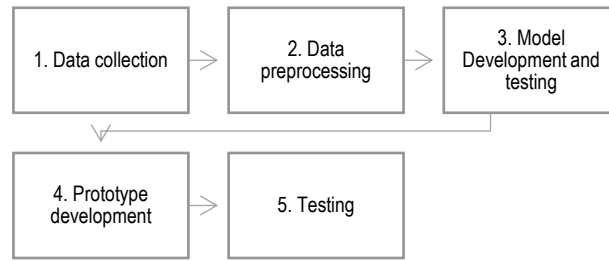 1. Data collection
2. Data
preprocessing
3. Model
Development and
testing
4. Prototype
development
5. Testing